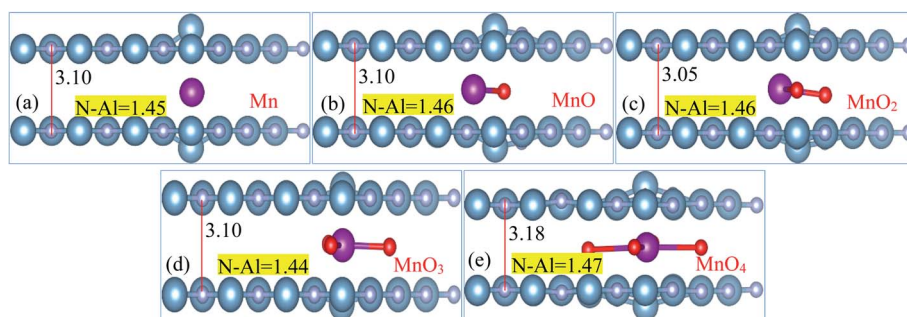 3.10
(a)
N-Al=1.45
Mn
3.10
(b)
N-Al=1.46
MnO
3.05
(c)
N-Al=1.46
MnO₂
3.10
(d)
N-Al=1.44
MnO₃
3.18
(e)
N-Al=1.47
MnO₄